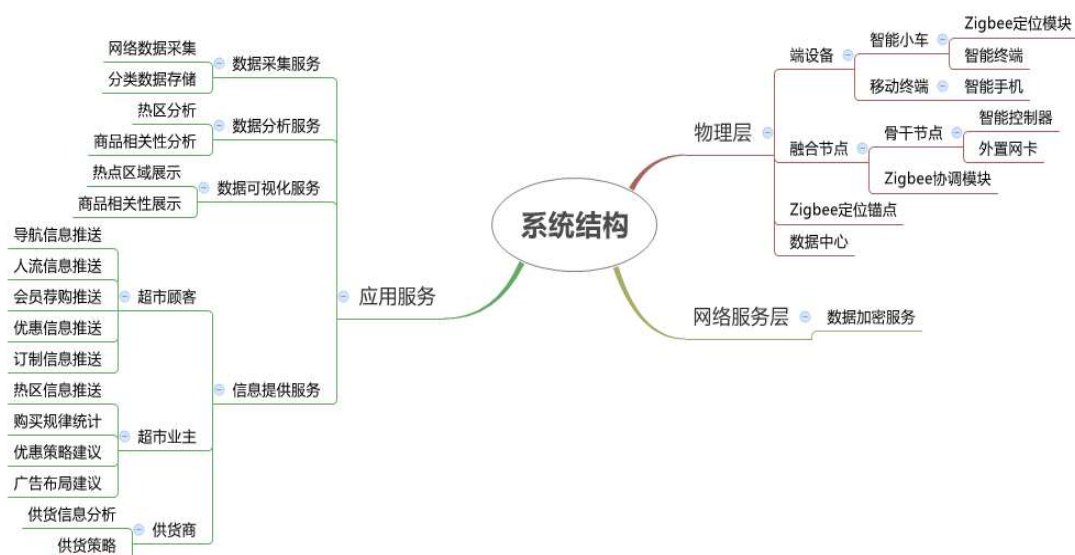 系统结构
物理层
端设备
智能小车
Zigbee定位模块
智能终端
移动终端
智能手机
融合节点
骨干节点
智能控制器
外置网卡
Zigbee协调模块
Zigbee定位锚点
数据中心
网络服务层
数据加密服务
应用服务
数据采集服务
网络数据采集
分类数据存储
数据分析服务
热区分析
商品相关性分析
数据可视化服务
热点区域展示
商品相关性展示
信息提供服务
超市顾客
导航信息推送
人流信息推送
会员荐购推送
优惠信息推送
订制信息推送
超市业主
热区信息推送
购买规律统计
优惠策略建议
广告布局建议
供货商
供货信息分析
供货策略